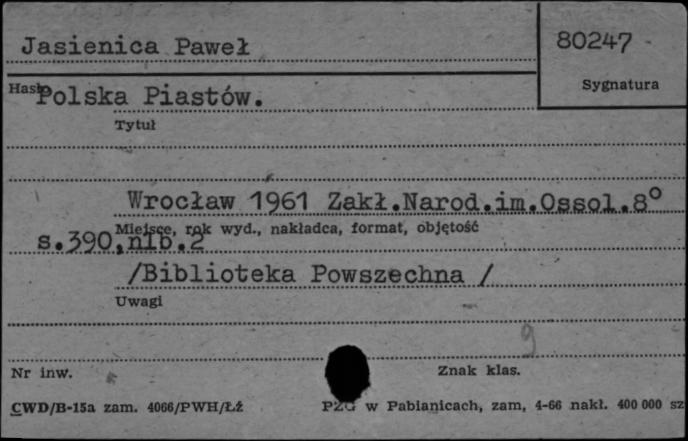 Jasienica Paweł
80247
Sygnatura
Hasło
Polska Piastów.
Tytuł
Wrocław 1961 Zakł.Narod.im.Ossol.8°
Miejsce, rok wyd., nakładca, format, objętość
s.390,nlb.2
/Biblioteka Powszechna /
Uwagi
9
Nr inw.
Znak klas.
CWD/B-15a zam. 4066/PWH/Łź
PZG w Pabianicach, zam, 4-66 nakł. 400 000 sz